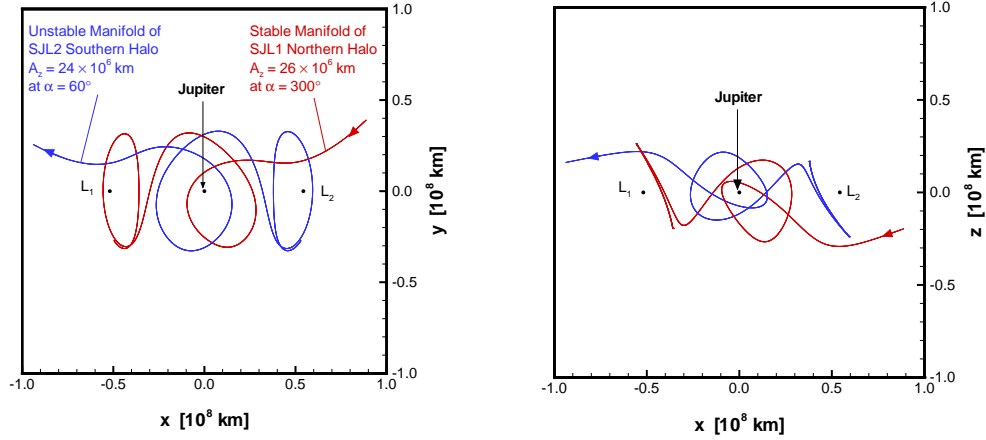 Unstable Manifold of
SJL2 Southern Halo
A_z = 24 × 10^6 km
at α = 60°
Stable Manifold of
SJL1 Northern Halo
A_z = 26 × 10^6 km
at α = 300°
Jupiter
L_1
L_2
1.0
0.5
0.0
-0.5
-1.0
y [10^8 km]
-1.0
-0.5
0.0
0.5
1.0
x [10^8 km]
Jupiter
L_1
L_2
1.0
0.5
0.0
-0.5
-1.0
z [10^8 km]
-1.0
-0.5
0.0
0.5
1.0
x [10^8 km]